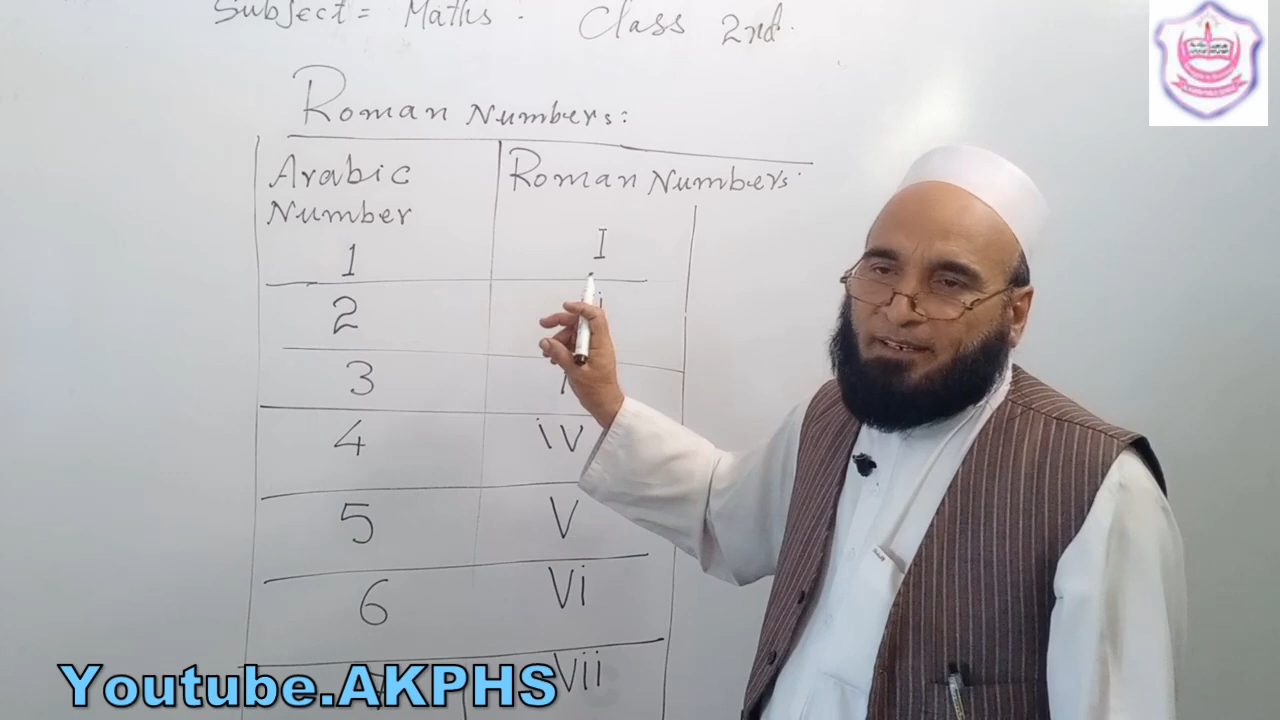 Subject = Maths. Class 2nd.
Roman Numbers:
Arabic Number Roman Numbers
1 I
2
3
4 iv
5 V
6 Vi
Vii
Youtube.AKPHS